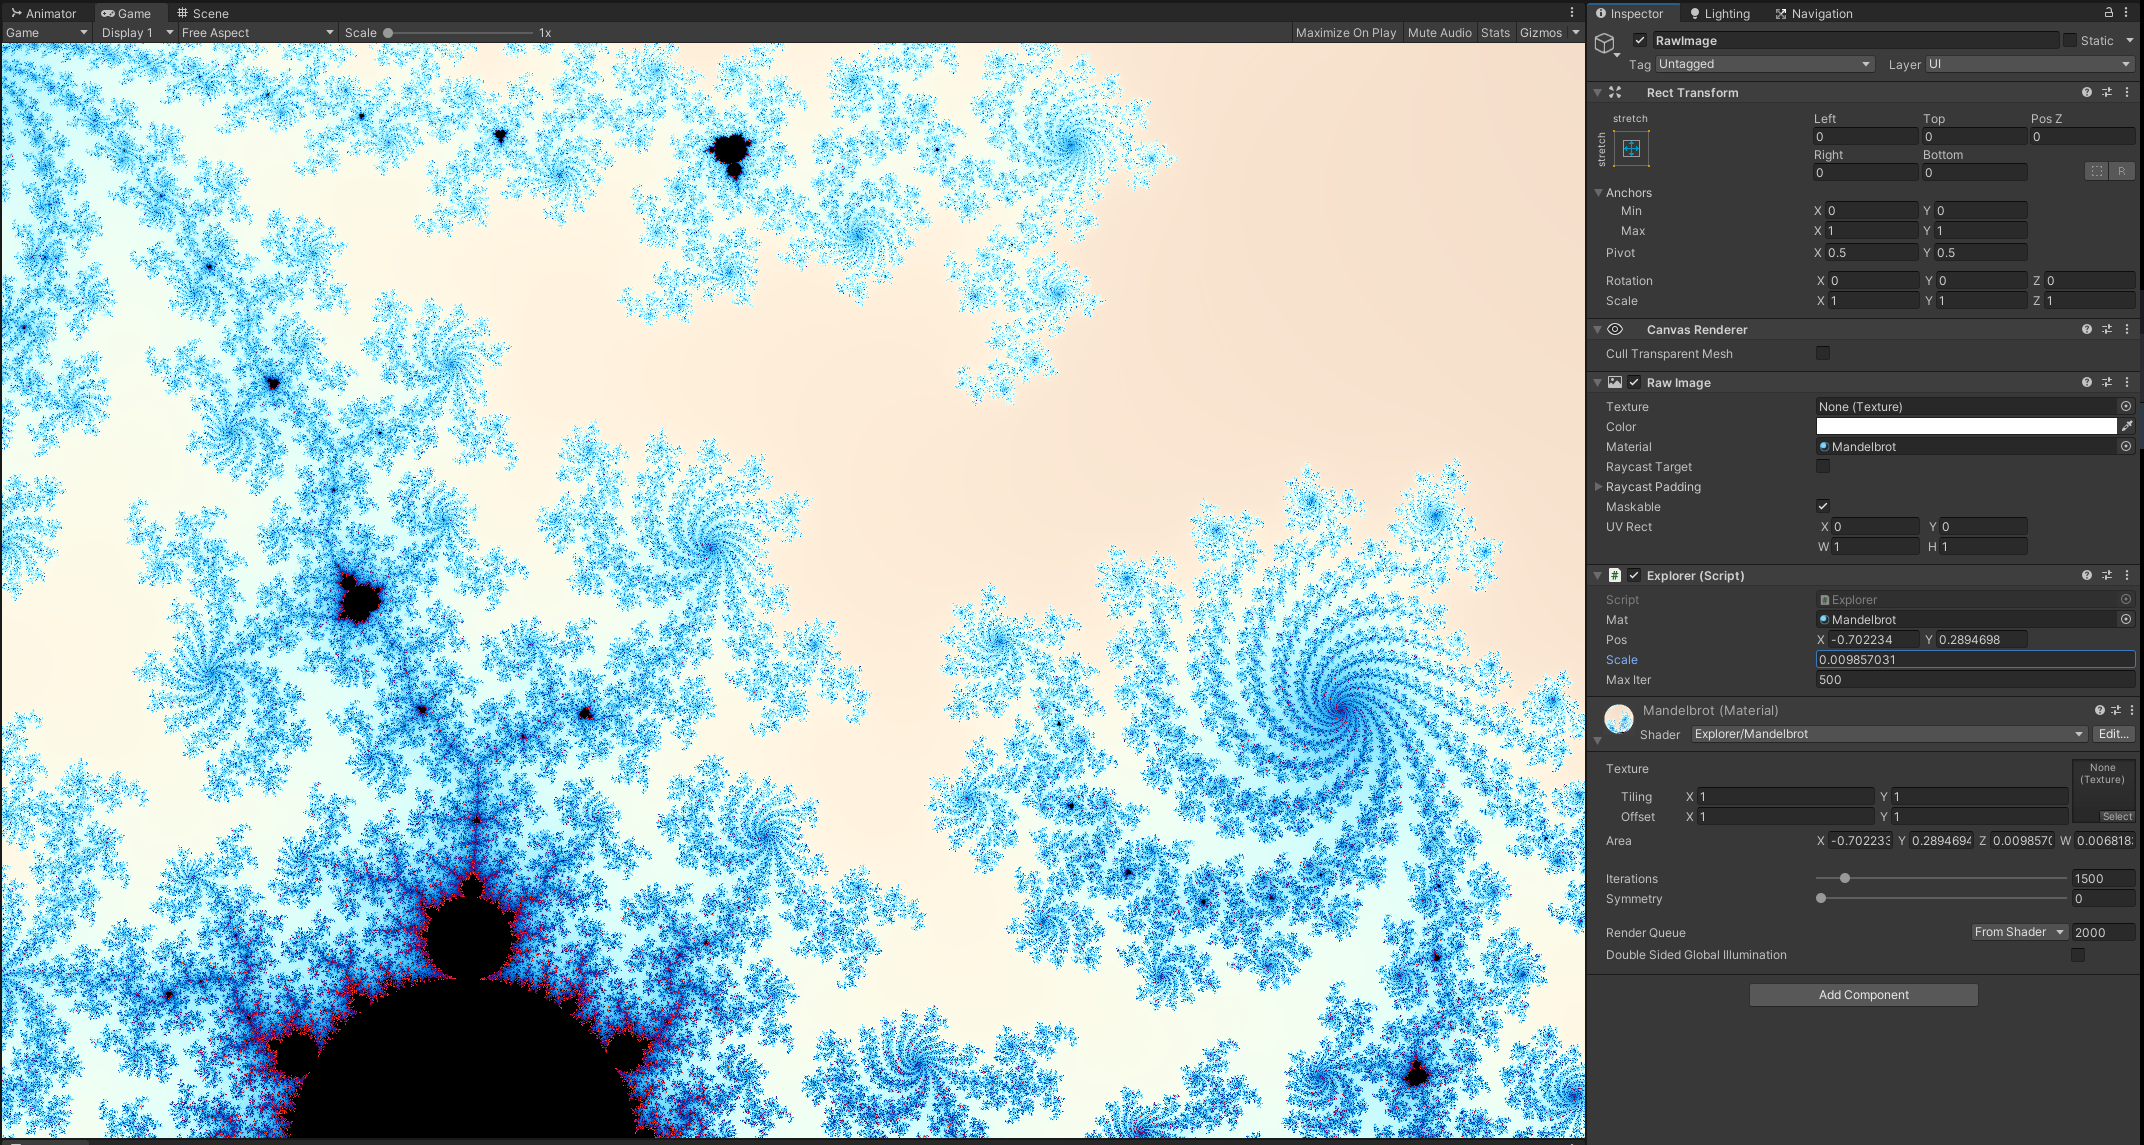 Animator Game Scene
Game Display 1 Free Aspect Scale 1x Maximize On Play Mute Audio Stats Gizmos
Inspector Lighting Navigation
RawImage Static
Tag Untagged Layer UI
Rect Transform
stretch
stretch
Left Top Pos Z
0 0 0
Right Bottom
0 0
R
Anchors
Min X 0 Y 0
Max X 1 Y 1
Pivot X 0.5 Y 0.5
Rotation X 0 Y 0 Z 0
Scale X 1 Y 1 Z 1
Canvas Renderer
Cull Transparent Mesh
Raw Image
Texture None (Texture)
Color
Material Mandelbrot
Raycast Target
Raycast Padding
Maskable
UV Rect X 0 Y 0
W 1 H 1
Explorer (Script)
Script Explorer
Mat Mandelbrot
Pos X -0.702234 Y 0.2894698
Scale 0.009857031
Max Iter 500
Mandelbrot (Material)
Shader Explorer/Mandelbrot Edit...
Texture None
(Texture)
Tiling X 1 Y 1
Offset X 1 Y 1 Select
Area X -0.702233 Y 0.2894694 Z 0.009857( W 0.006818
Iterations 1500
Symmetry 0
Render Queue From Shader 2000
Double Sided Global Illumination
Add Component